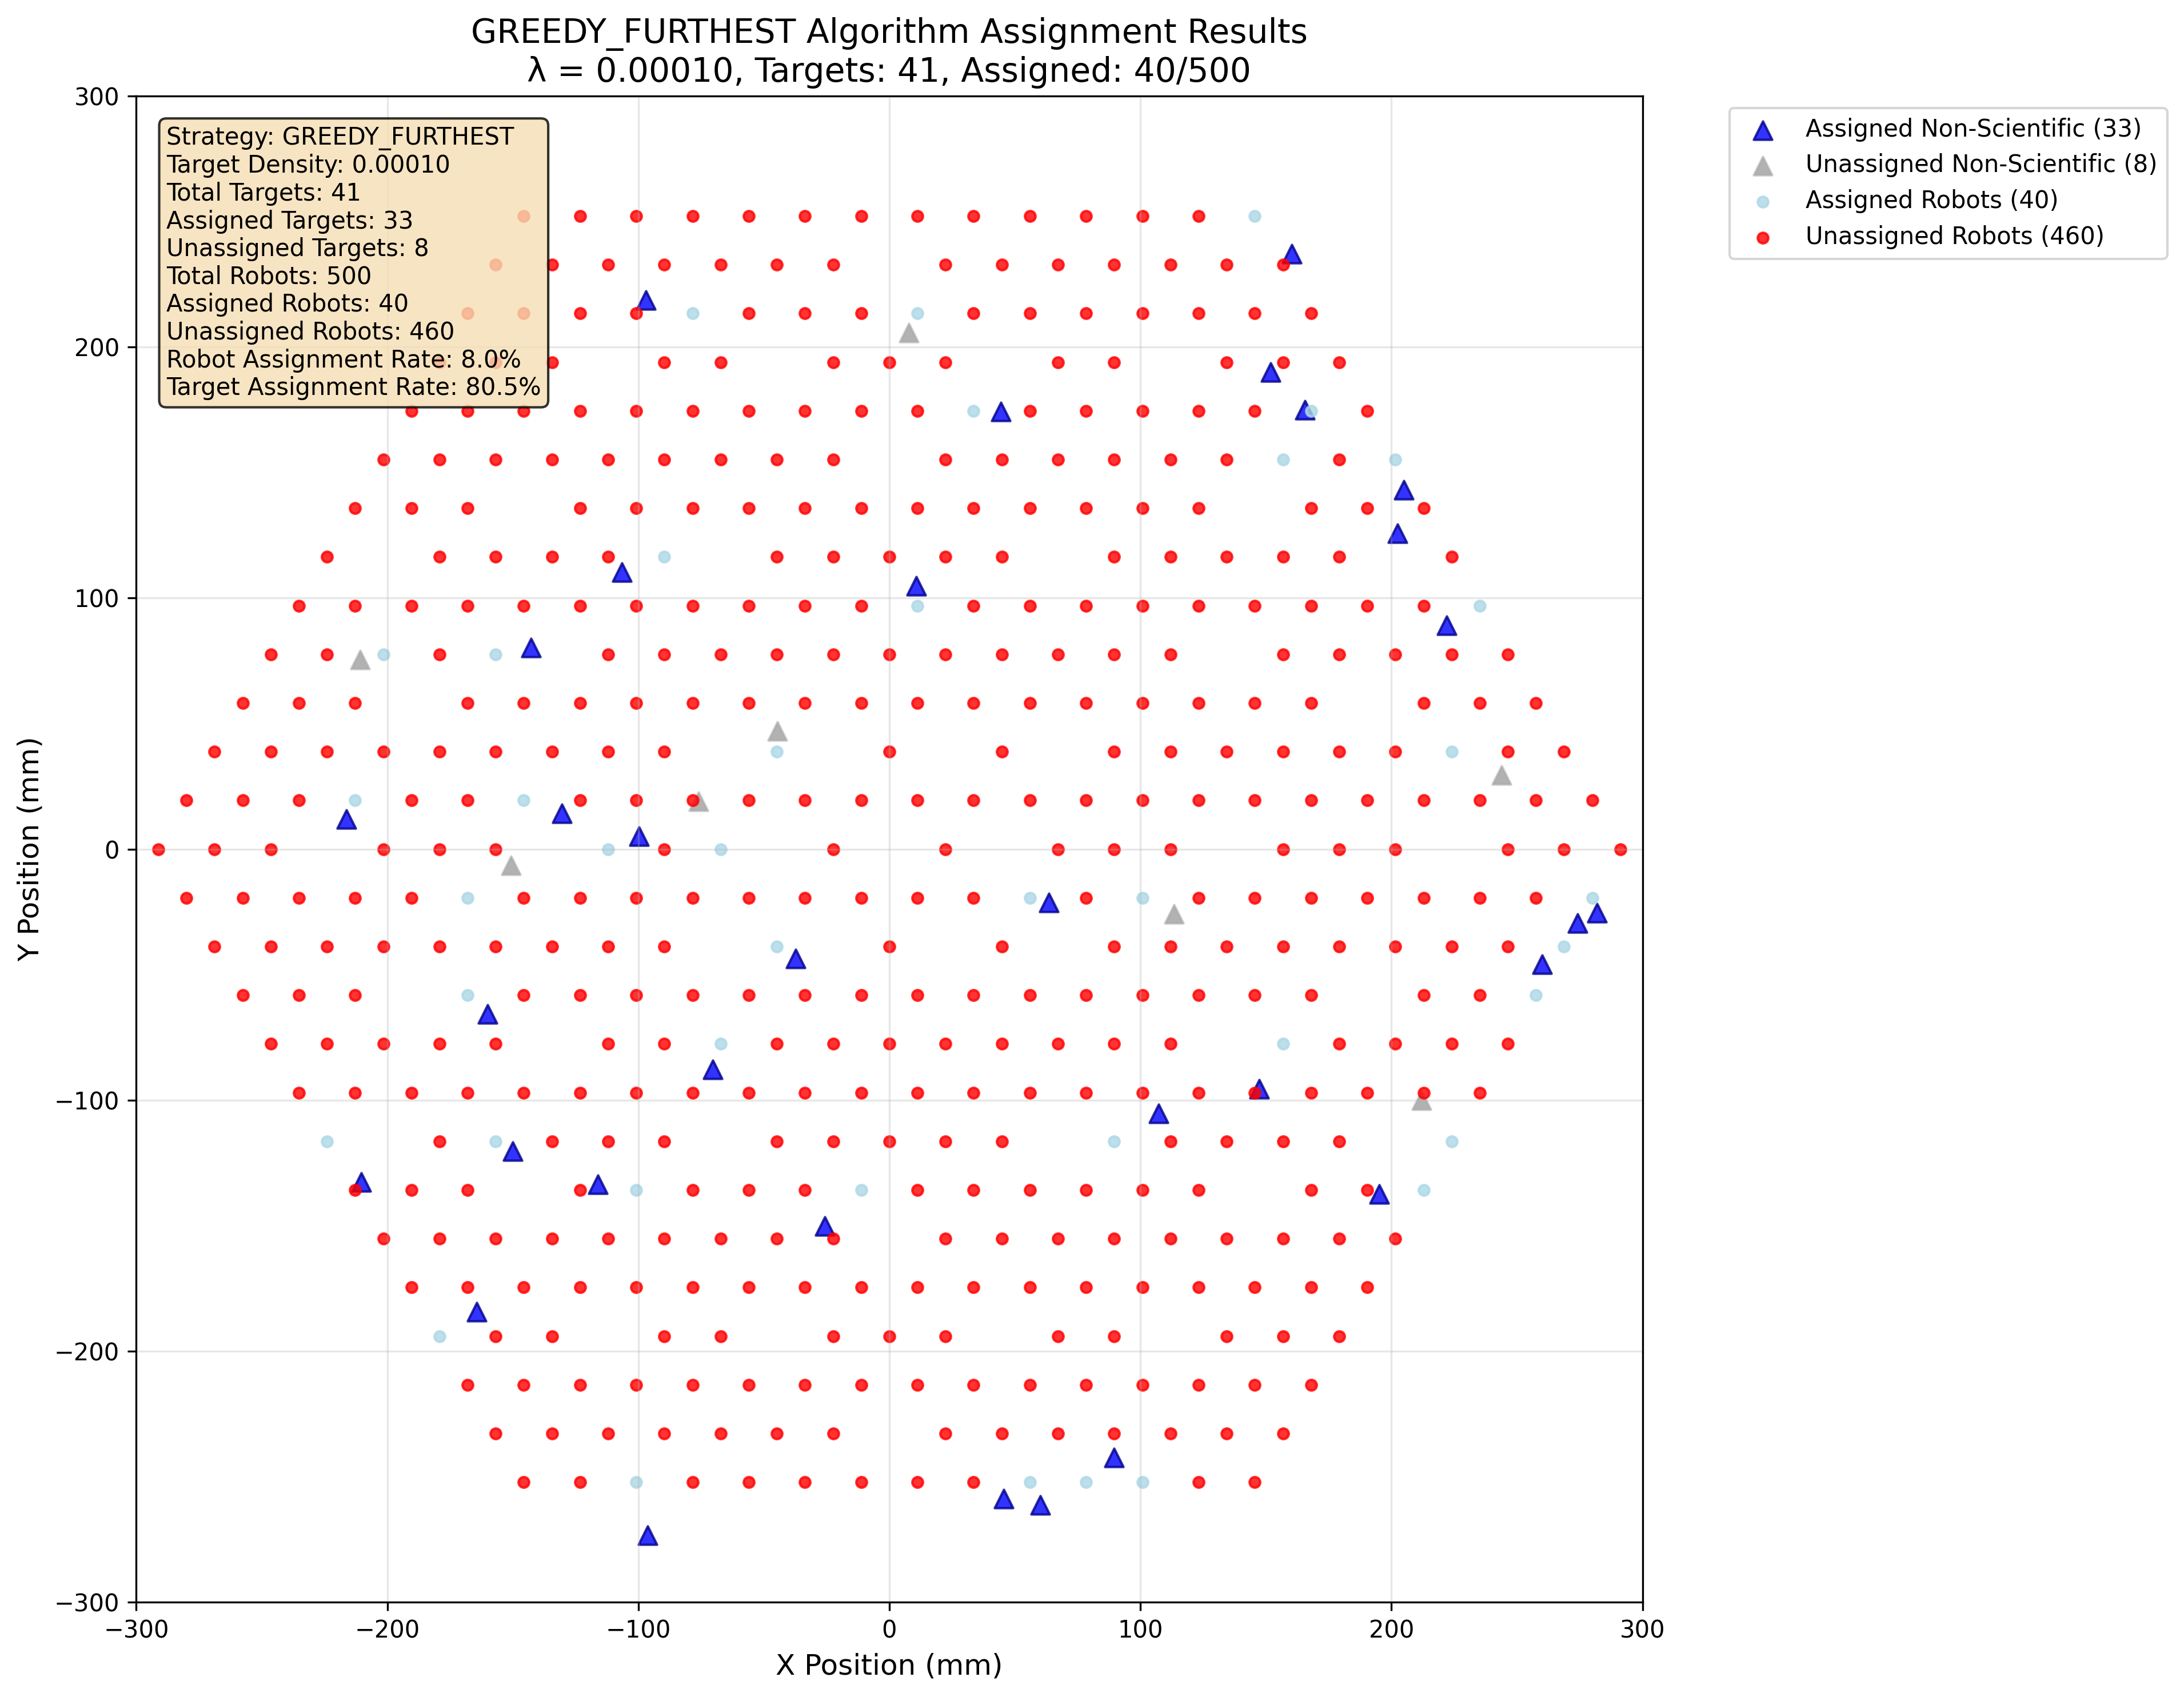 GREEDY_FURTHEST Algorithm Assignment Results
λ = 0.00010, Targets: 41, Assigned: 40/500
Strategy: GREEDY_FURTHEST
Target Density: 0.00010
Total Targets: 41
Assigned Targets: 33
Unassigned Targets: 8
Total Robots: 500
Assigned Robots: 40
Unassigned Robots: 460
Robot Assignment Rate: 8.0%
Target Assignment Rate: 80.5%
Assigned Non-Scientific (33)
Unassigned Non-Scientific (8)
Assigned Robots (40)
Unassigned Robots (460)
Y Position (mm)
300
200
100
0
−100
−200
−300
−300
−200
−100
0
100
200
300
X Position (mm)